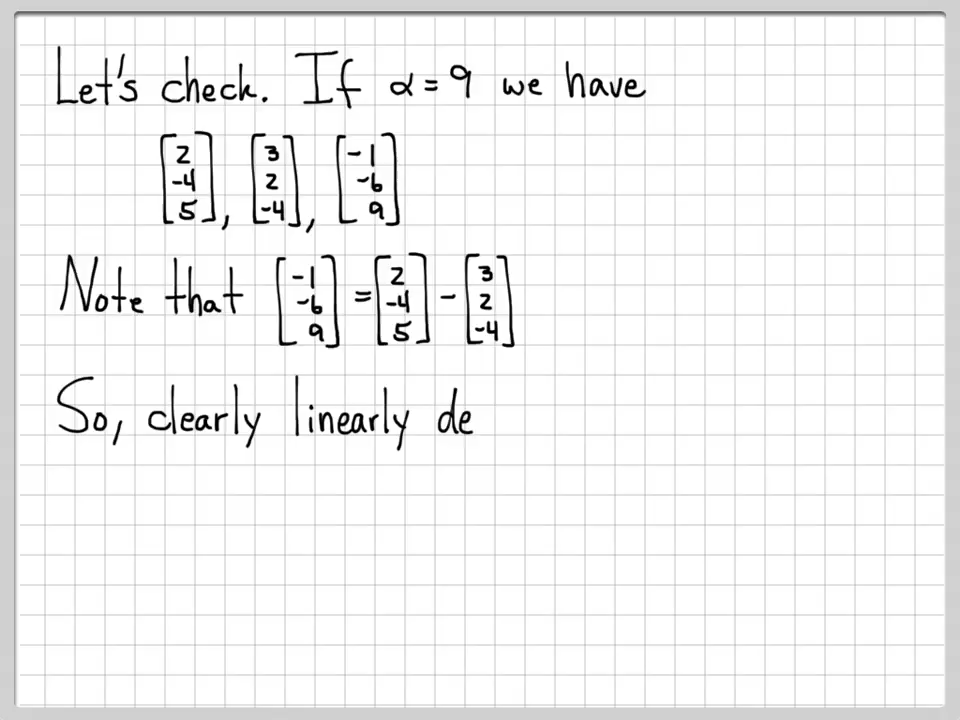 Let's check. If α = 9 we have
[2 -4 5], [3 2 -4], [-1 -6 9]
Note that [-1 -6 9] = [2 -4 5] - [3 2 -4]
So, clearly linearly de